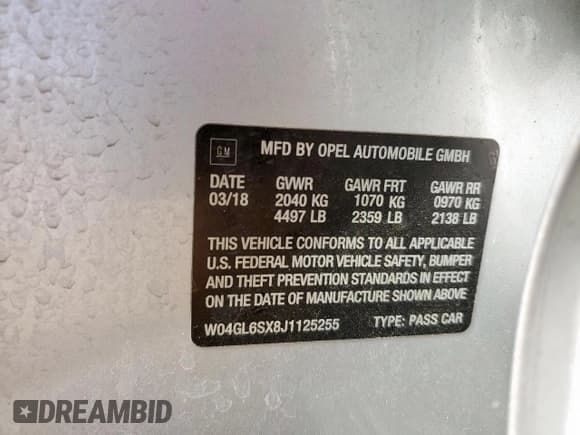 GM
MFD BY OPEL AUTOMOBILE GMBH
DATE GVWR GAWR FRT GAWR RR
03/18 2040 KG 1070 KG 0970 KG
4497 LB 2359 LB 2138 LB
THIS VEHICLE CONFORMS TO ALL APPLICABLE
U.S. FEDERAL MOTOR VEHICLE SAFETY, BUMPER
AND THEFT PREVENTION STANDARDS IN EFFECT
ON THE DATE OF MANUFACTURE SHOWN ABOVE
W04GL6SX8J1125255 TYPE: PASS CAR
DREAMBID